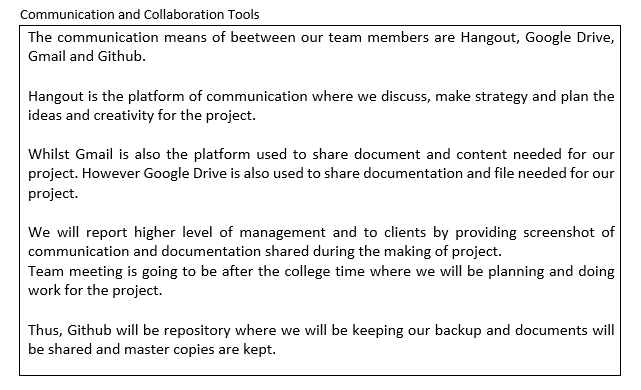 Communication and Collaboration Tools
The communication means of beetween our team members are Hangout, Google Drive,
Gmail and Github.
Hangout is the platform of communication where we discuss, make strategy and plan the
ideas and creativity for the project.
Whilst Gmail is also the platform used to share document and content needed for our
project. However Google Drive is also used to share documentation and file needed for our
project.
We will report higher level of management and to clients by providing screenshot of
communication and documentation shared during the making of project.
Team meeting is going to be after the college time where we will be planning and doing
work for the project.
Thus, Github will be repository where we will be keeping our backup and documents will
be shared and master copies are kept.